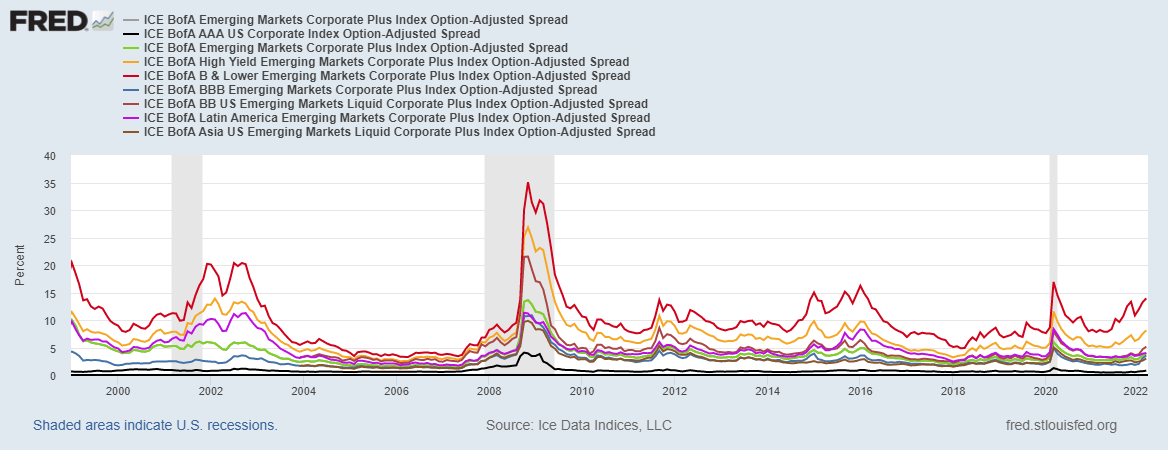 FRED
ICE BofA Emerging Markets Corporate Plus Index Option-Adjusted Spread
ICE BofA AAA US Corporate Index Option-Adjusted Spread
ICE BofA Emerging Markets Corporate Plus Index Option-Adjusted Spread
ICE BofA High Yield Emerging Markets Corporate Plus Index Option-Adjusted Spread
ICE BofA B & Lower Emerging Markets Corporate Plus Index Option-Adjusted Spread
ICE BofA BBB Emerging Markets Corporate Plus Index Option-Adjusted Spread
ICE BofA BB US Emerging Markets Liquid Corporate Plus Index Option-Adjusted Spread
ICE BofA Latin America Emerging Markets Corporate Plus Index Option-Adjusted Spread
ICE BofA Asia US Emerging Markets Liquid Corporate Plus Index Option-Adjusted Spread
40
35
30
25
20
15
10
5
0
Percent
2000 2002 2004 2006 2008 2010 2012 2014 2016 2018 2020 2022
Shaded areas indicate U.S. recessions. Source: Ice Data Indices, LLC fred.stlouisfed.org